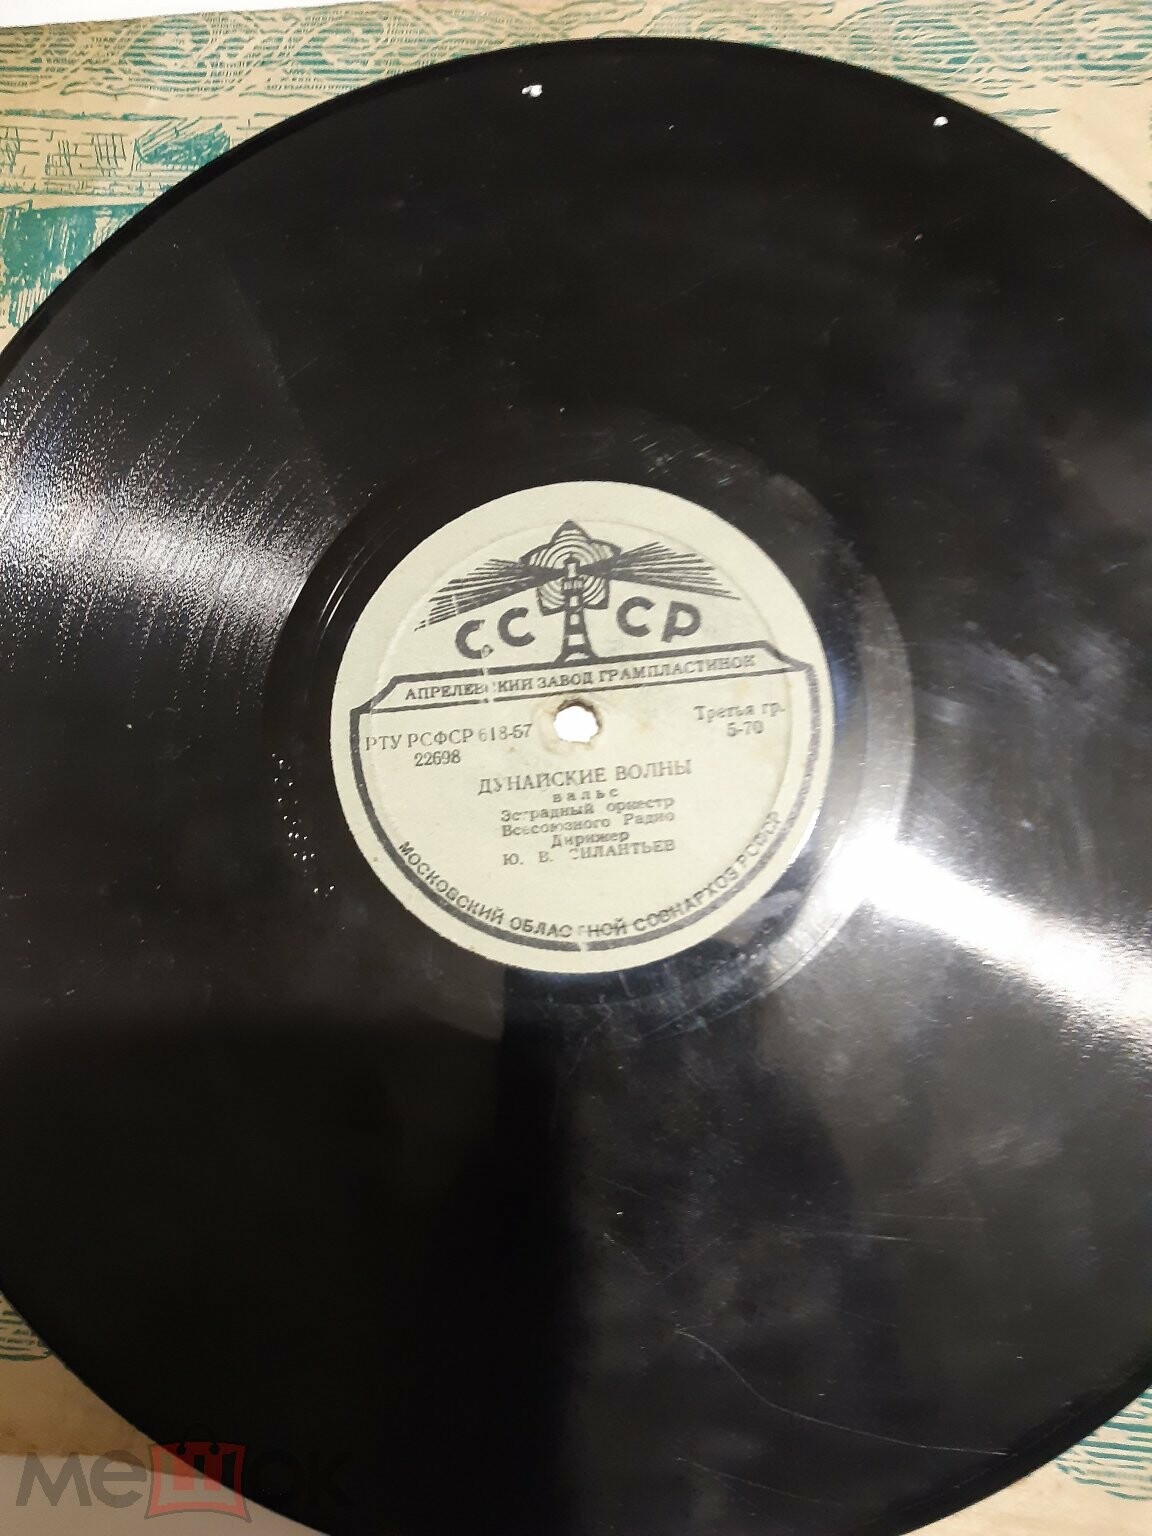 СССР
АПРЕЛЕВСКИЙ ЗАВОД ГРАМПЛАСТИНОК
РТУ РСФСР 618-57
22698
Третья гр.
5-70
ДУНАЙСКИЕ ВОЛНЫ
вальс
Эстрадный оркестр
Всесоюзного Радио
Дирижер
Ю. В. СИЛАНТЬЕВ
МОСКОВСКИЙ ОБЛАСТНОЙ СОВНАРХОЗ РСФСР
мешок